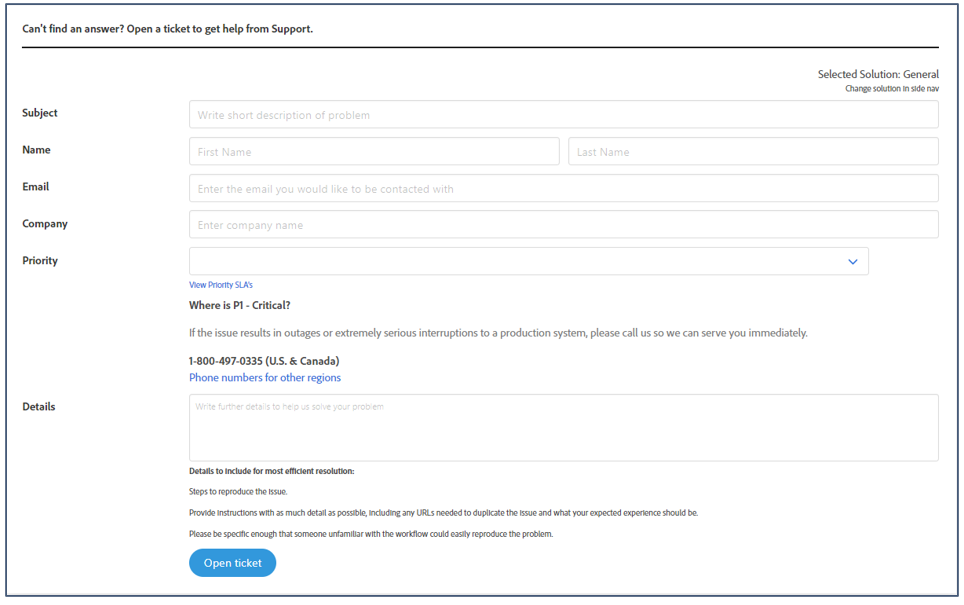 Can't find an answer? Open a ticket to get help from Support.
Selected Solution: General
Change solution in side nav
Subject
Write short description of problem
Name
First Name
Last Name
Email
Enter the email you would like to be contacted with
Company
Enter company name
Priority
View Priority SLA's
Where is P1 - Critical?
If the issue results in outages or extremely serious interruptions to a production system, please call us so we can serve you immediately.
1-800-497-0335 (U.S. & Canada)
Phone numbers for other regions
Details
Write further details to help us solve your problem
Details to include for most efficient resolution:
Steps to reproduce the issue.
Provide instructions with as much detail as possible, including any URLs needed to duplicate the issue and what your expected experience should be.
Please be specific enough that someone unfamiliar with the workflow could easily reproduce the problem.
Open ticket